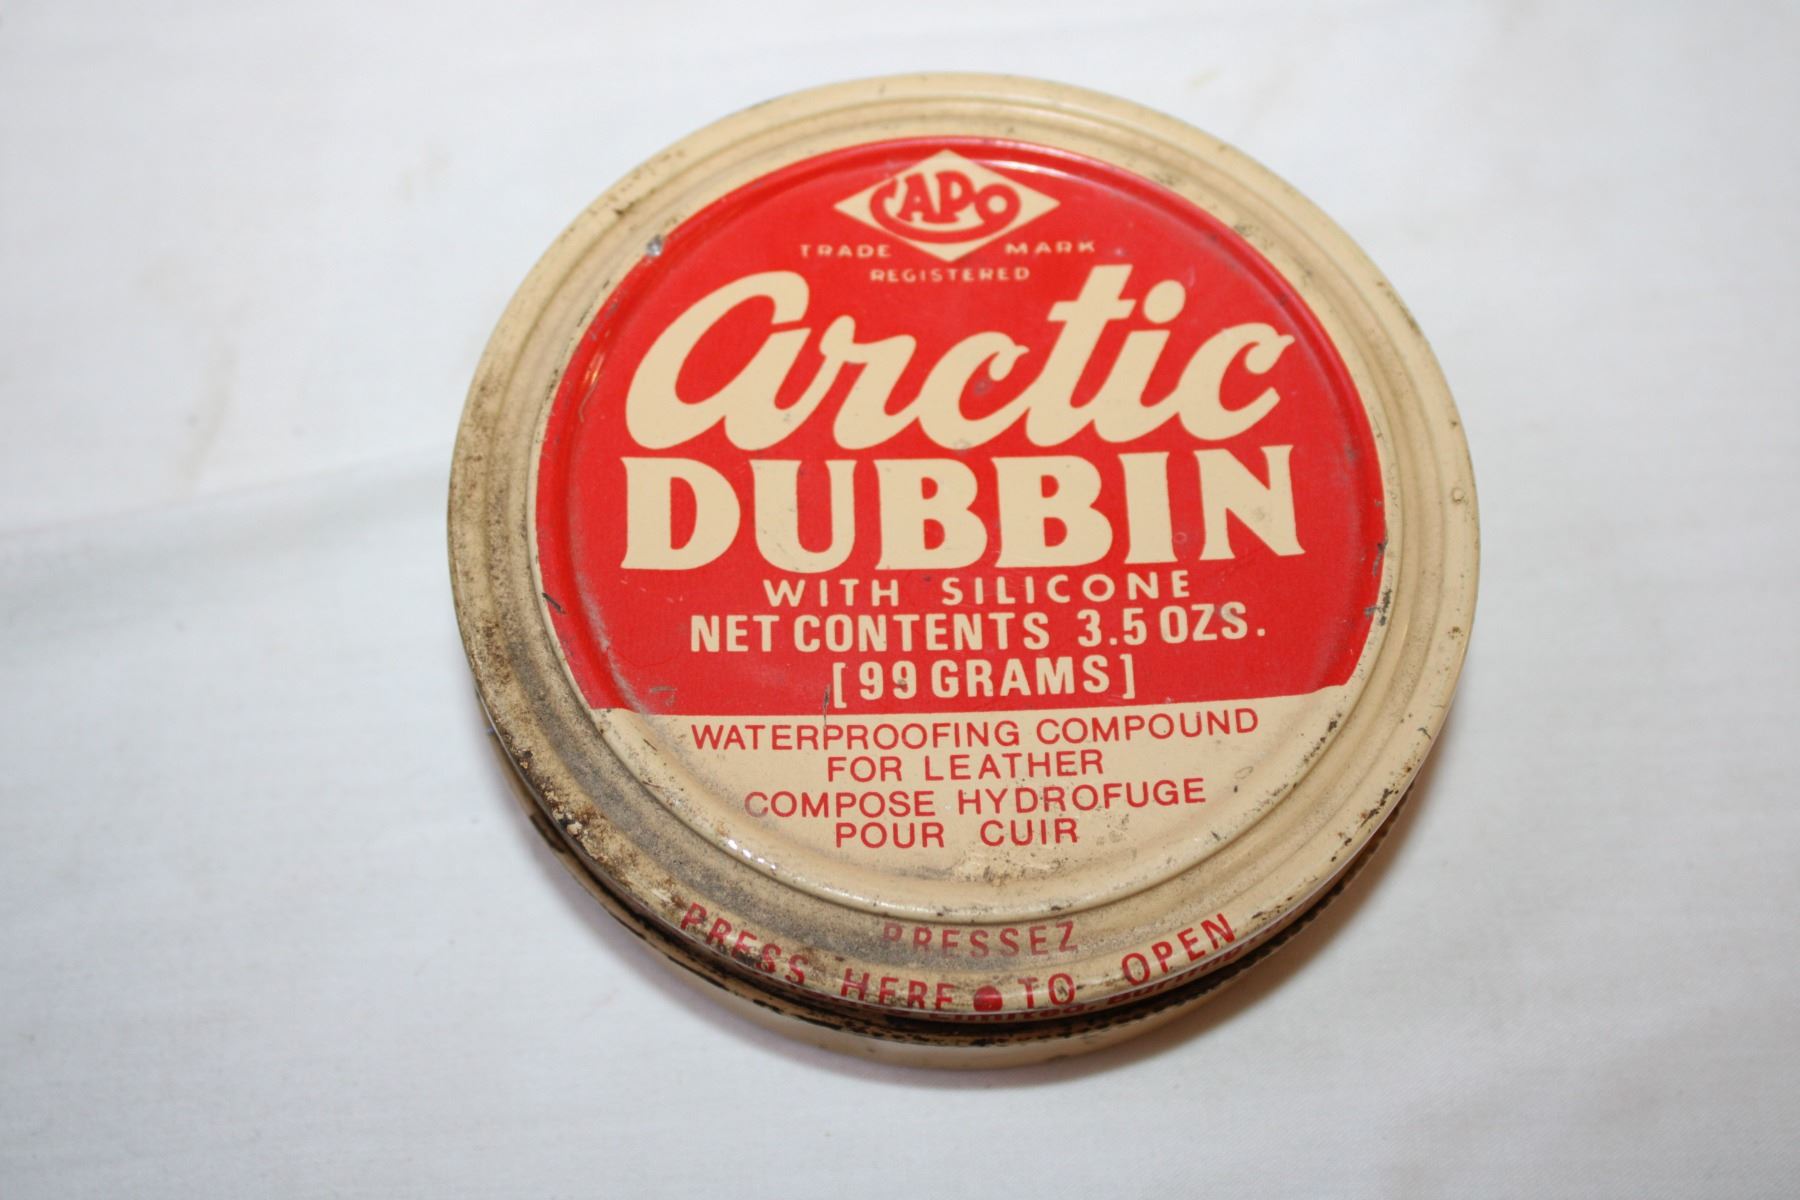 CAPO
TRADE MARK
REGISTERED
Arctic
DUBBIN
WITH SILICONE
NET CONTENTS 3.5 OZS.
[99 GRAMS]
WATERPROOFING COMPOUND
FOR LEATHER
COMPOSE HYDROFUGE
POUR CUIR
PRESSEZ
PRESS HERE TO OPEN